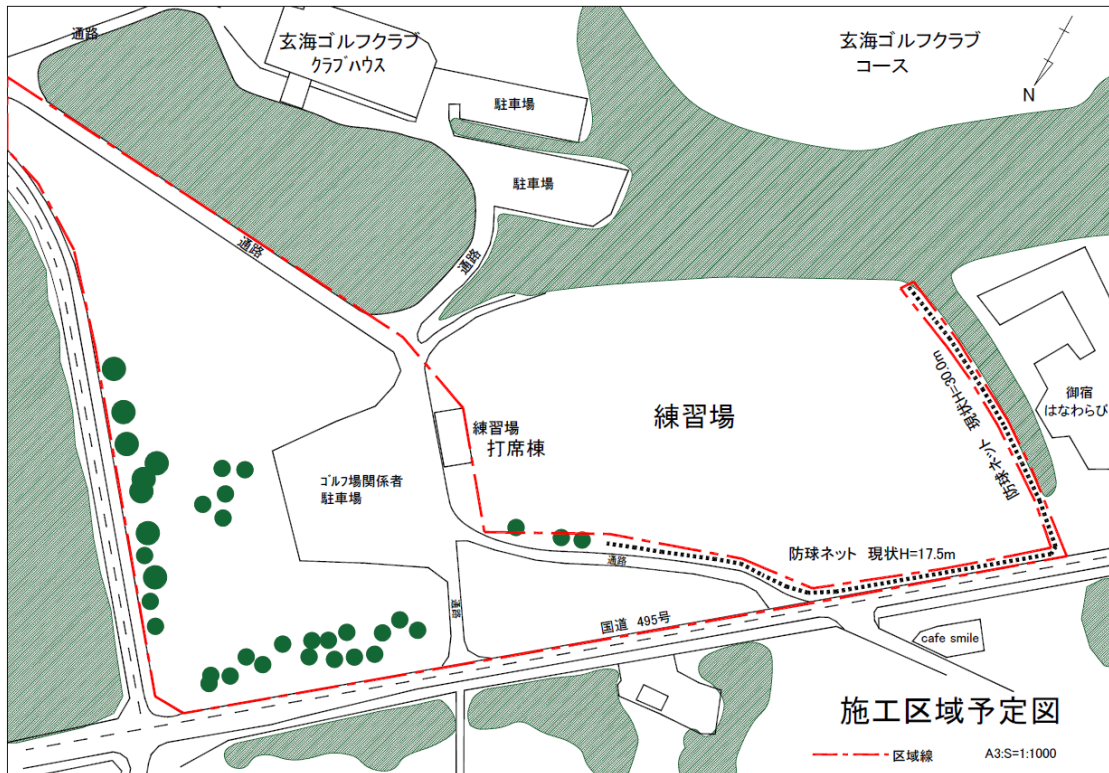 通路
玄海ゴルフクラブ
クラブハウス
玄海ゴルフクラブ
コース
N
駐車場
駐車場
通路
通路
防球ネット 現状H=30.0m
御宿
はなわらび
練習場
練習場
打席棟
ゴルフ場関係者
駐車場
防球ネット 現状H=17.5m
通路
通路
国道 495号
cafe smile
施工区域予定図
区域線
A3:S=1:1000